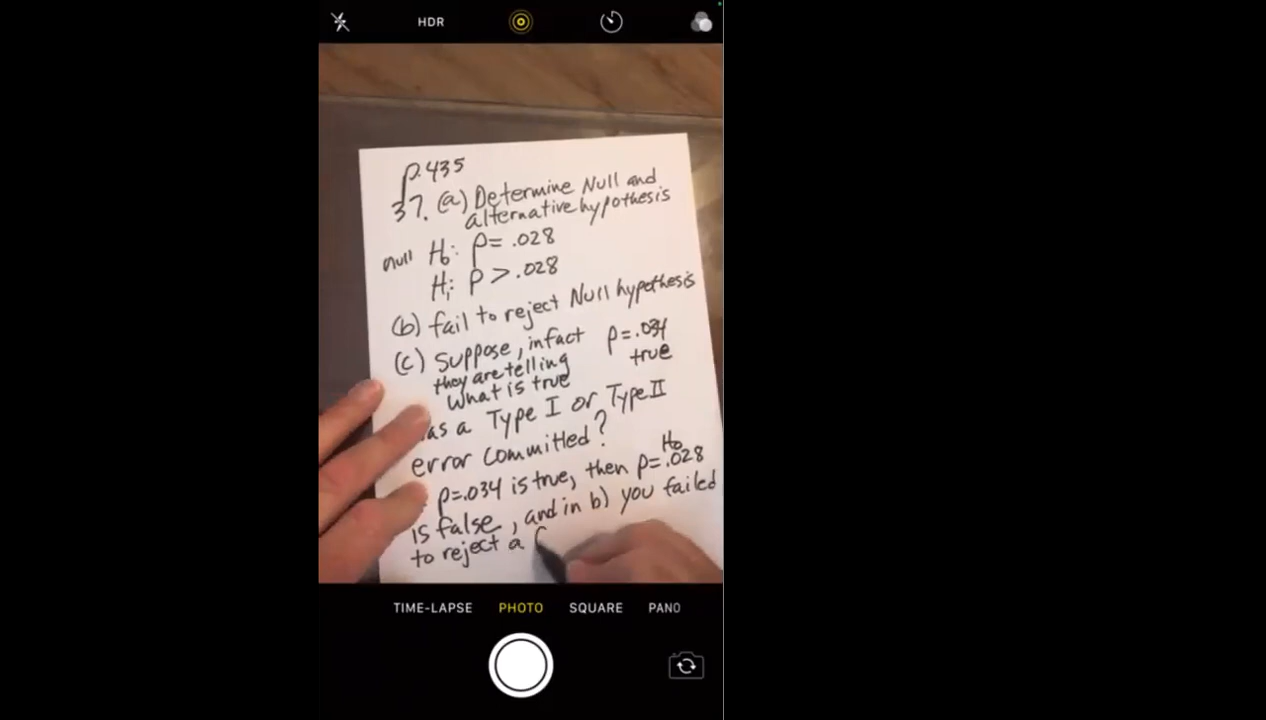 HDR
p.435
37. (a) Determine Null and
alternative hypothesis
null H₀: p= .028
H₁: p > .028
(b) fail to reject Null hypothesis
(c) Suppose, infact p=.034
they are telling true
what is true
as a Type I or Type II
error committed?
p=.034 is true, then p=.028 H₀
is false, and in b) you failed
to reject a
TIME-LAPSE PHOTO SQUARE PANO